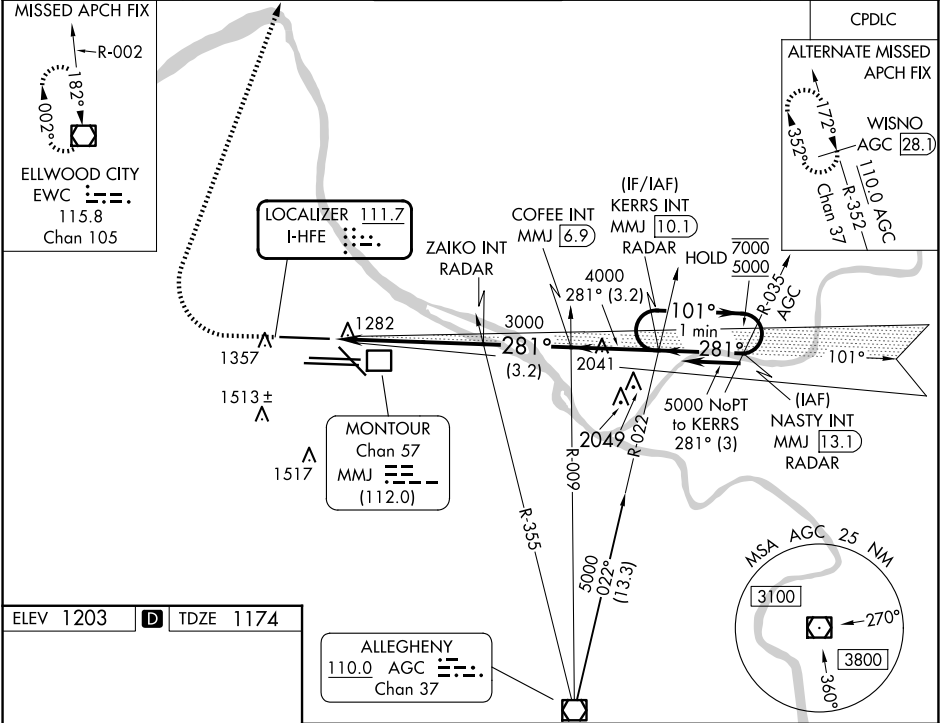 MISSED APCH FIX
R-002
182°
002°
ELLWOOD CITY
EWC
115.8
Chan 105
CPDLC
ALTERNATE MISSED
APCH FIX
172°
352°
WISNO
AGC 28.1
110.0 AGC
R-352
Chan 37
LOCALIZER 111.7
I-HFE
ZAIKO INT
RADAR
COFEE INT
MMJ 6.9
(IF/IAF)
KERRS INT
MMJ 10.1
RADAR
HOLD 7000
5000
R-035
AGC
4000
281° (3.2)
101°
1 min
281°
101°
3000
281°
(3.2)
1282
1357
1513 ±
1517
2041
2049
5000 NoPT
to KERRS
281° (3)
(IAF)
NASTY INT
MMJ 13.1
RADAR
MONTOUR
Chan 57
MMJ
(112.0)
R-355
R-009
R-022
5000
022°
(13.3)
MSA AGC 25 NM
3100
270°
3800
360°
ELEV 1203 D TDZE 1174
ALLEGHENY
110.0 AGC
Chan 37